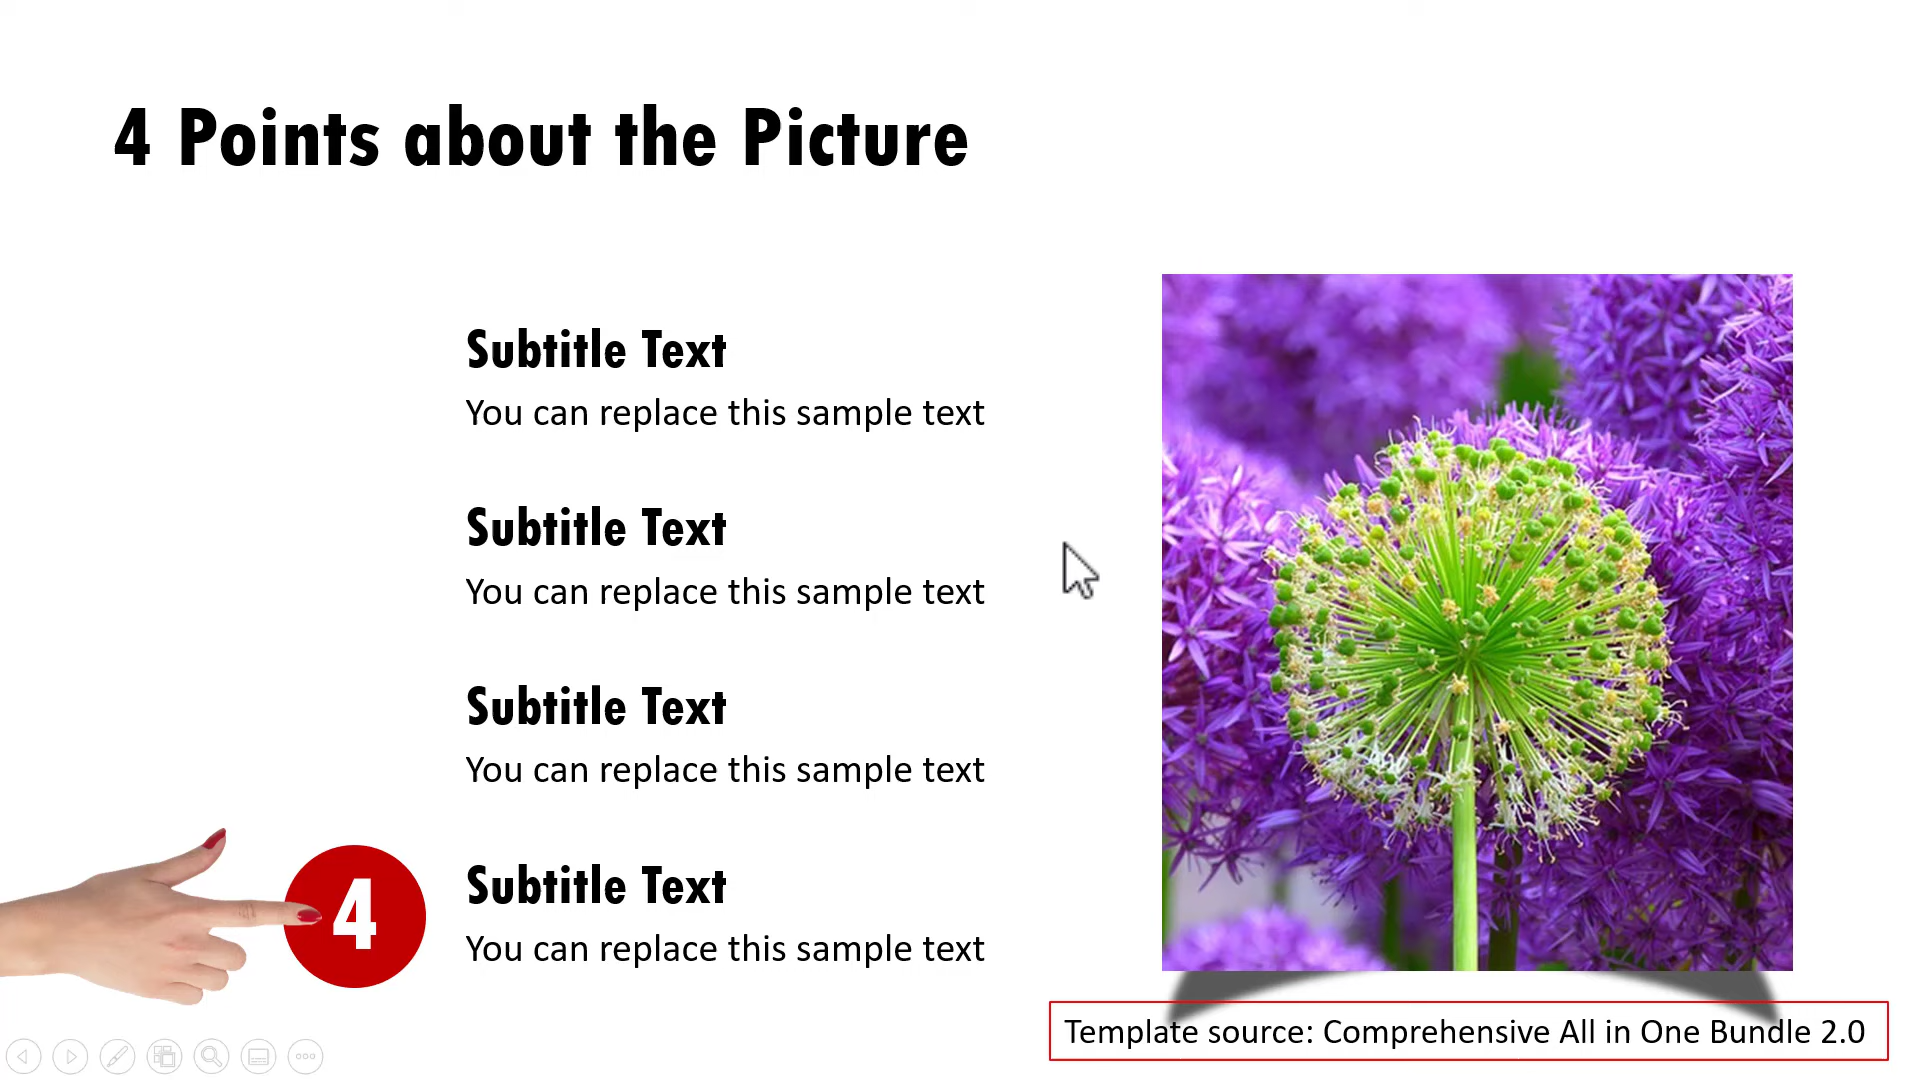 4 Points about the Picture
Subtitle Text
You can replace this sample text
Subtitle Text
You can replace this sample text
Subtitle Text
You can replace this sample text
4
Subtitle Text
You can replace this sample text
Template source: Comprehensive All in One Bundle 2.0